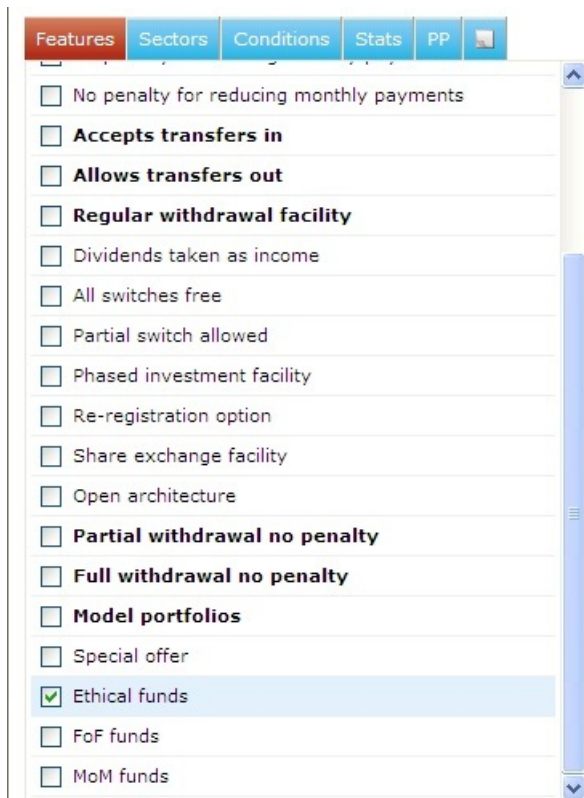 Features Sectors Conditions Stats PP
No penalty for reducing monthly payments
Accepts transfers in
Allows transfers out
Regular withdrawal facility
Dividends taken as income
All switches free
Partial switch allowed
Phased investment facility
Re-registration option
Share exchange facility
Open architecture
Partial withdrawal no penalty
Full withdrawal no penalty
Model portfolios
Special offer
Ethical funds
FoF funds
MoM funds